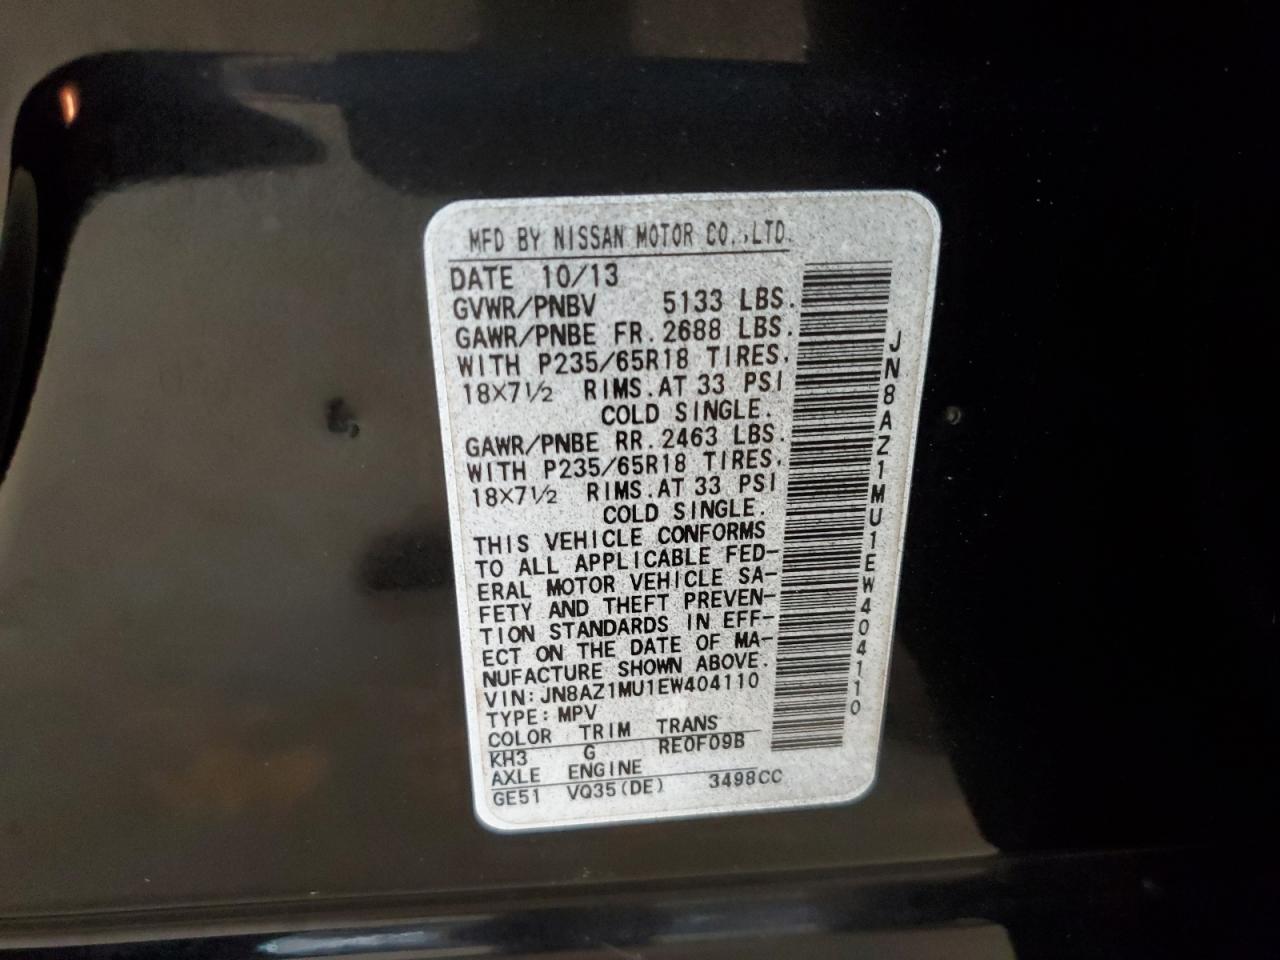 MFD BY NISSAN MOTOR CO.,LTD.
DATE 10/13
GVWR/PNBV 5133 LBS.
GAWR/PNBE FR. 2688 LBS.
WITH P235/65R18 TIRES,
18X7½ RIMS.AT 33 PSI
COLD SINGLE.
GAWR/PNBE RR. 2463 LBS.
WITH P235/65R18 TIRES,
18X7½ RIMS.AT 33 PSI
COLD SINGLE.
THIS VEHICLE CONFORMS
TO ALL APPLICABLE FED-
ERAL MOTOR VEHICLE SA-
FETY AND THEFT PREVEN-
TION STANDARDS IN EFF-
ECT ON THE DATE OF MA-
NUFACTURE SHOWN ABOVE.
VIN: JN8AZ1MU1EW404110
TYPE: MPV
COLOR TRIM TRANS
KH3 G RE0F09B
AXLE ENGINE
GE51 VQ35(DE) 3498CC
JN8AZ1MU1EW404110